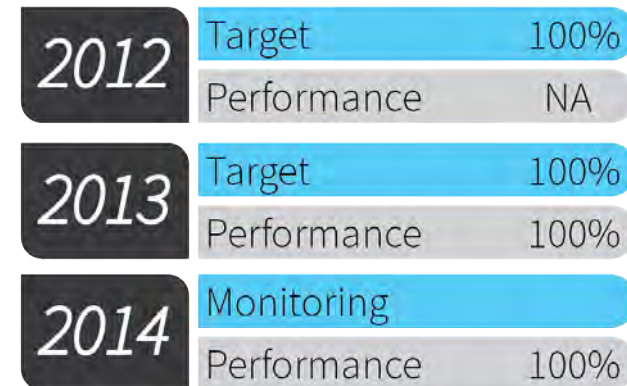 2012
Target 100%
Performance NA
2013
Target 100%
Performance 100%
2014
Monitoring
Performance 100%